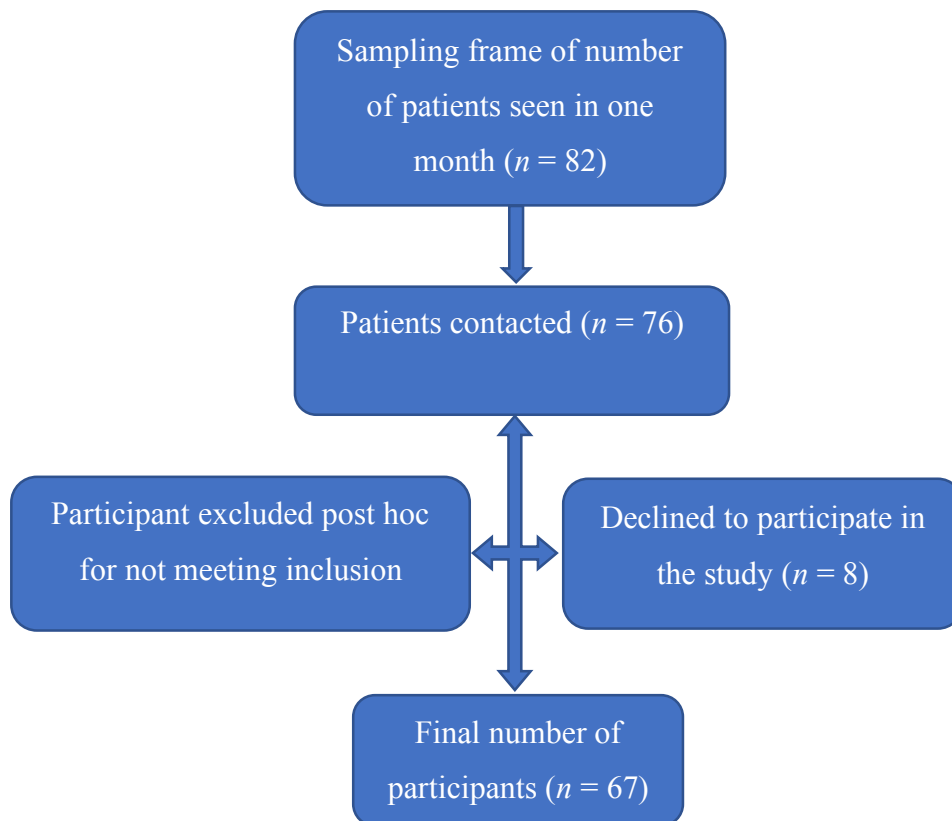 Sampling frame of number
of patients seen in one
month (n = 82)
Patients contacted (n = 76)
Participant excluded post hoc
for not meeting inclusion
Declined to participate in
the study (n = 8)
Final number of
participants (n = 67)